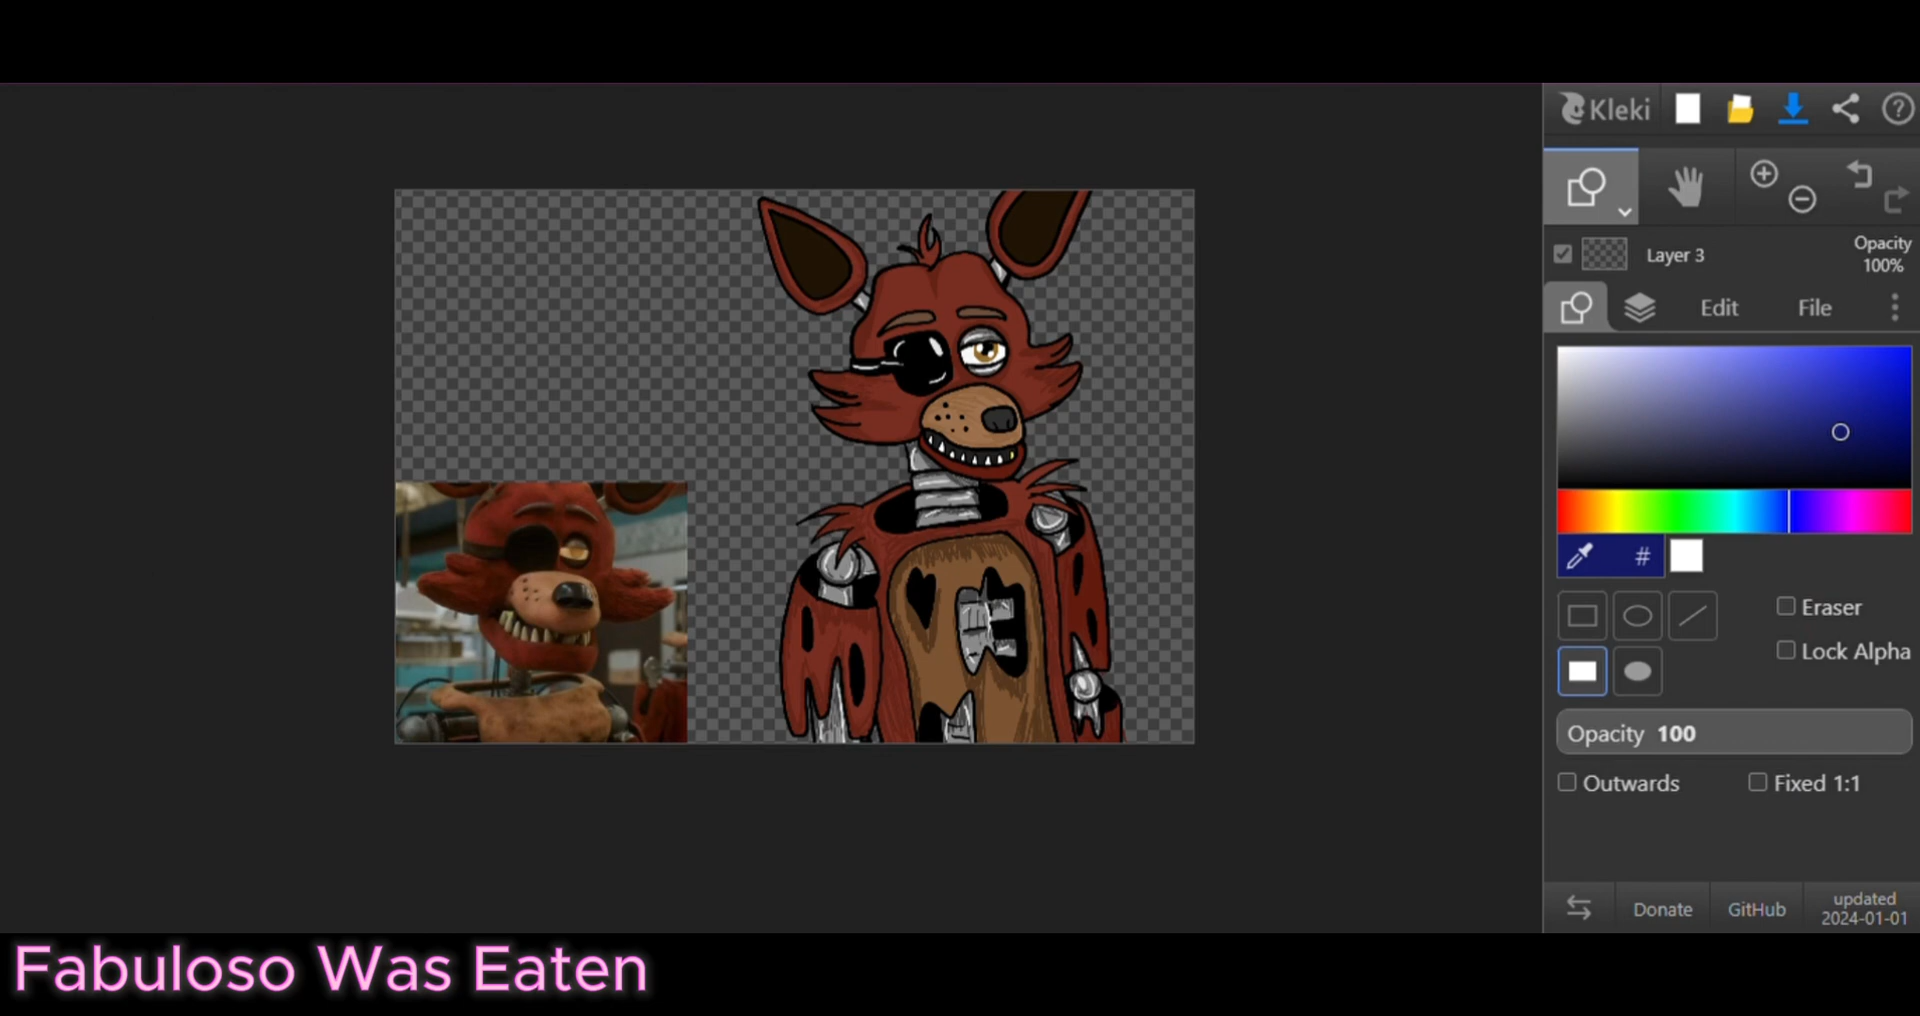 Kleki
Layer 3
Opacity
100%
Edit
File
#
Eraser
Lock Alpha
Opacity 100
Outwards
Fixed 1:1
Donate
GitHub
updated
2024-01-01
Fabuloso Was Eaten